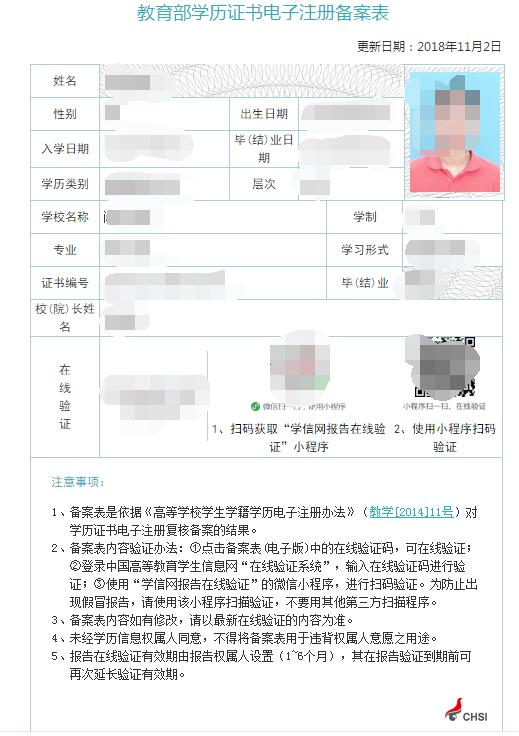 教育部学历证书电子注册备案表
更新日期：2018年11月2日
姓名
性别
出生日期
入学日期
毕(结)业日
期
学历类别
层次
学校名称
学制
专业
学习形式
证书编号
毕(结)业
校(院)长姓
名
在
线
验
证
微信扫一扫，使用小程序
小程序扫一扫，在线验证
1、扫码获取“学信网报告在线验
证”小程序
2、使用小程序扫码
验证
注意事项：
1、备案表是依据《高等学校学生学籍学历电子注册办法》（教学[2014]11号）对
学历证书电子注册复核备案的结果。
2、备案表内容验证办法：①点击备案表(电子版)中的在线验证码，可在线验证；
②登录中国高等教育学生信息网“在线验证系统”，输入在线验证码进行验
证；③使用“学信网报告在线验证”的微信小程序，进行扫码验证。为防止出
现假冒报告，请使用该小程序扫描验证，不要用其他第三方扫描程序。
3、备案表内容如有修改，请以最新在线验证的内容为准。
4、未经学历信息权属人同意，不得将备案表用于违背权属人意愿之用途。
5、报告在线验证有效期由报告权属人设置（1~6个月），其在报告验证到期前可
再次延长验证有效期。
CHSI